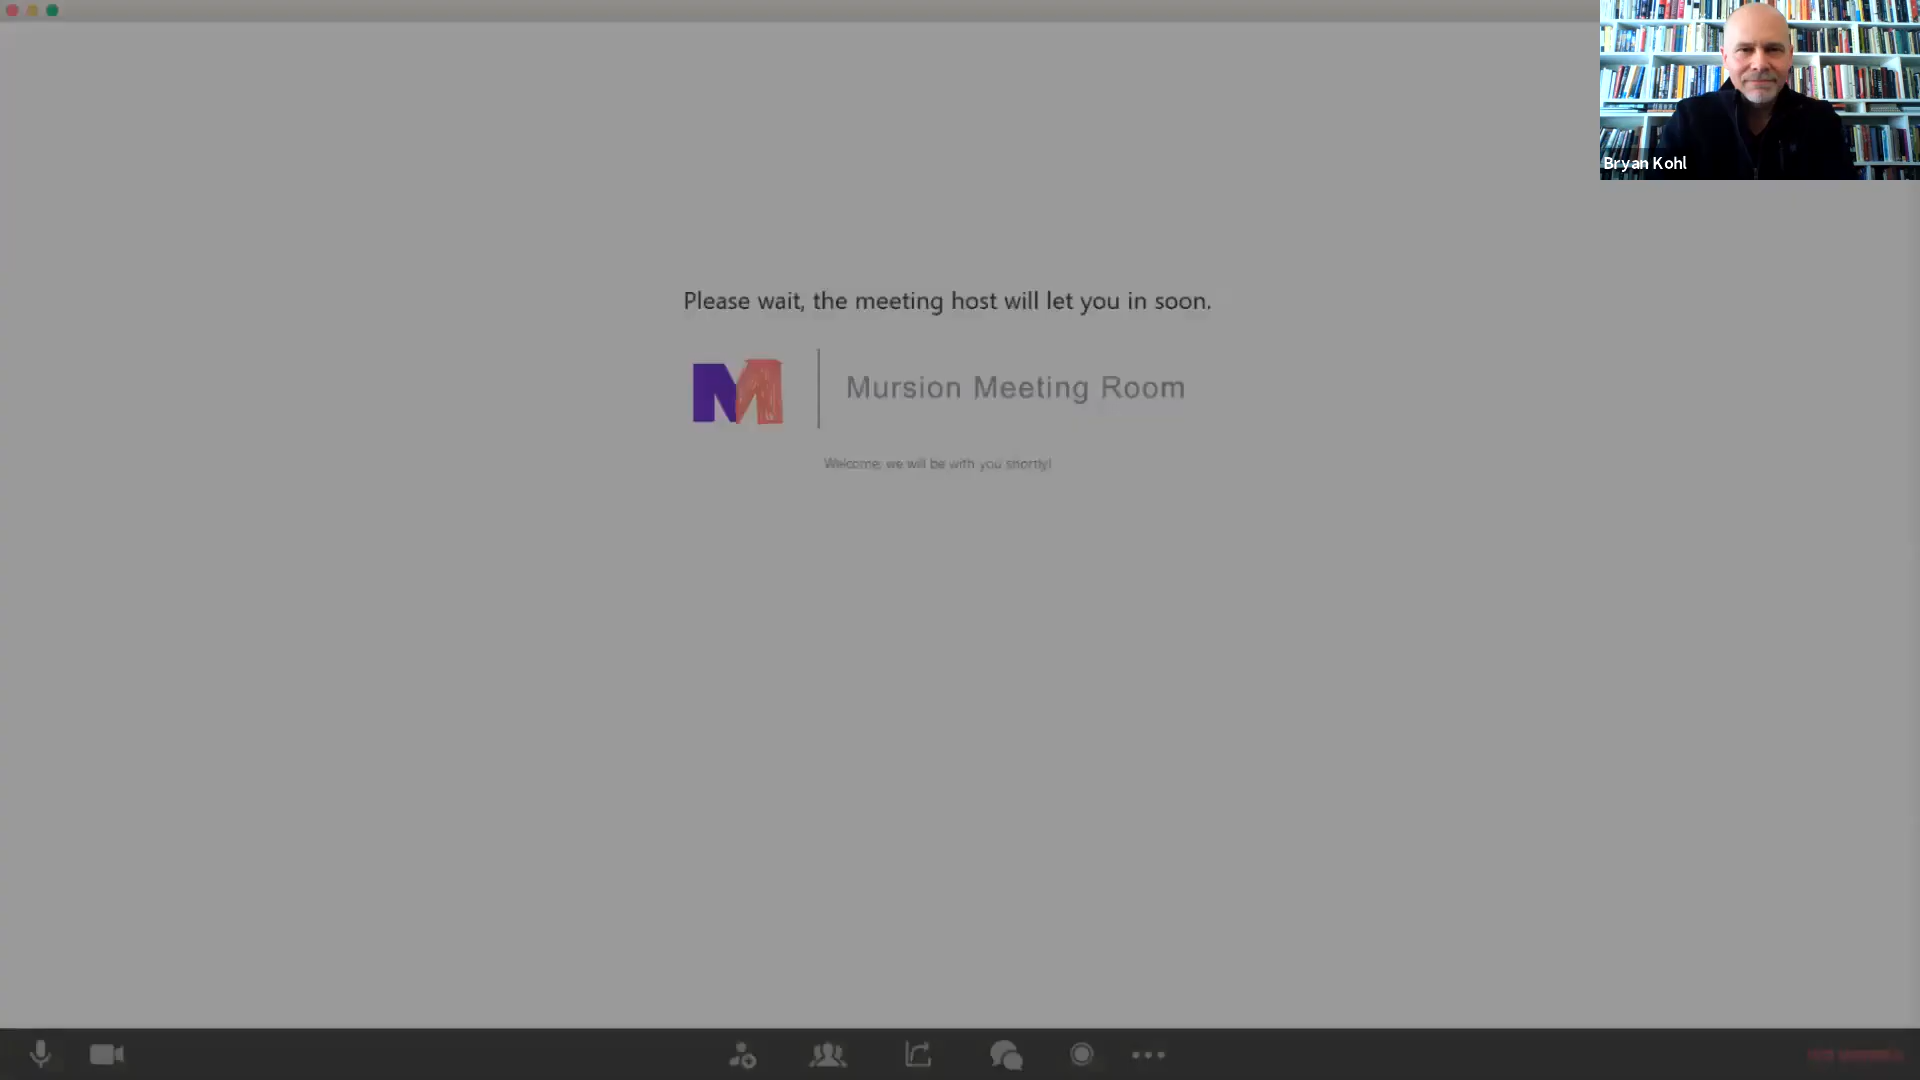 Bryan Kohl
Please wait, the meeting host will let you in soon.
M
Mursion Meeting Room
Welcome, we will be with you shortly!